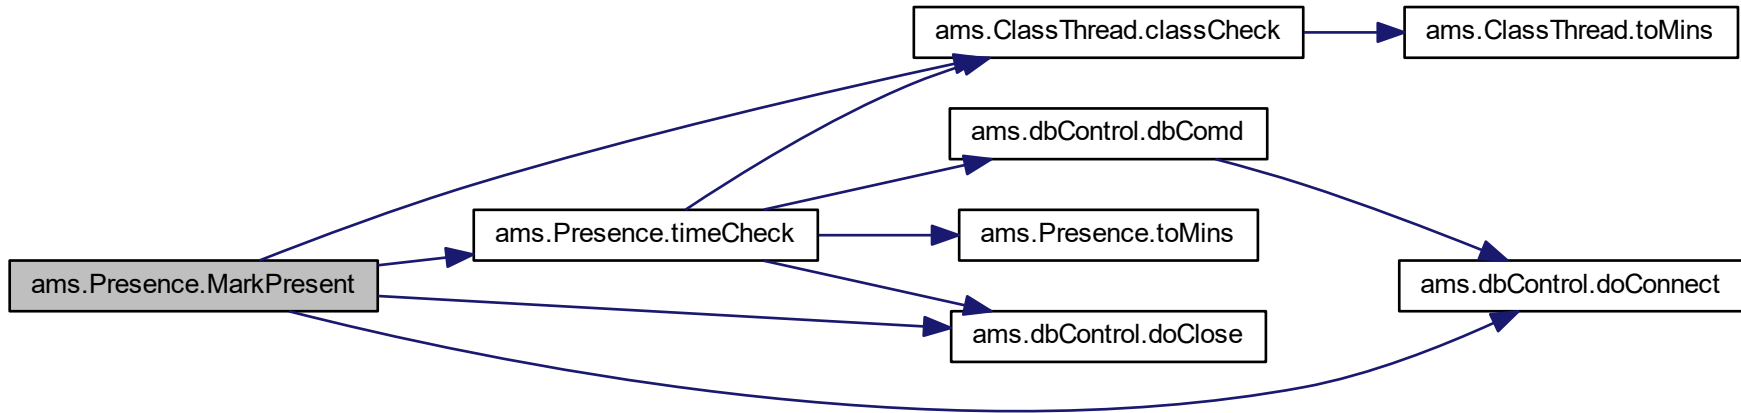 ams.ClassThread.classCheck
ams.ClassThread.toMins
ams.dbControl.dbComd
ams.Presence.timeCheck
ams.Presence.toMins
ams.Presence.MarkPresent
ams.dbControl.doConnect
ams.dbControl.doClose